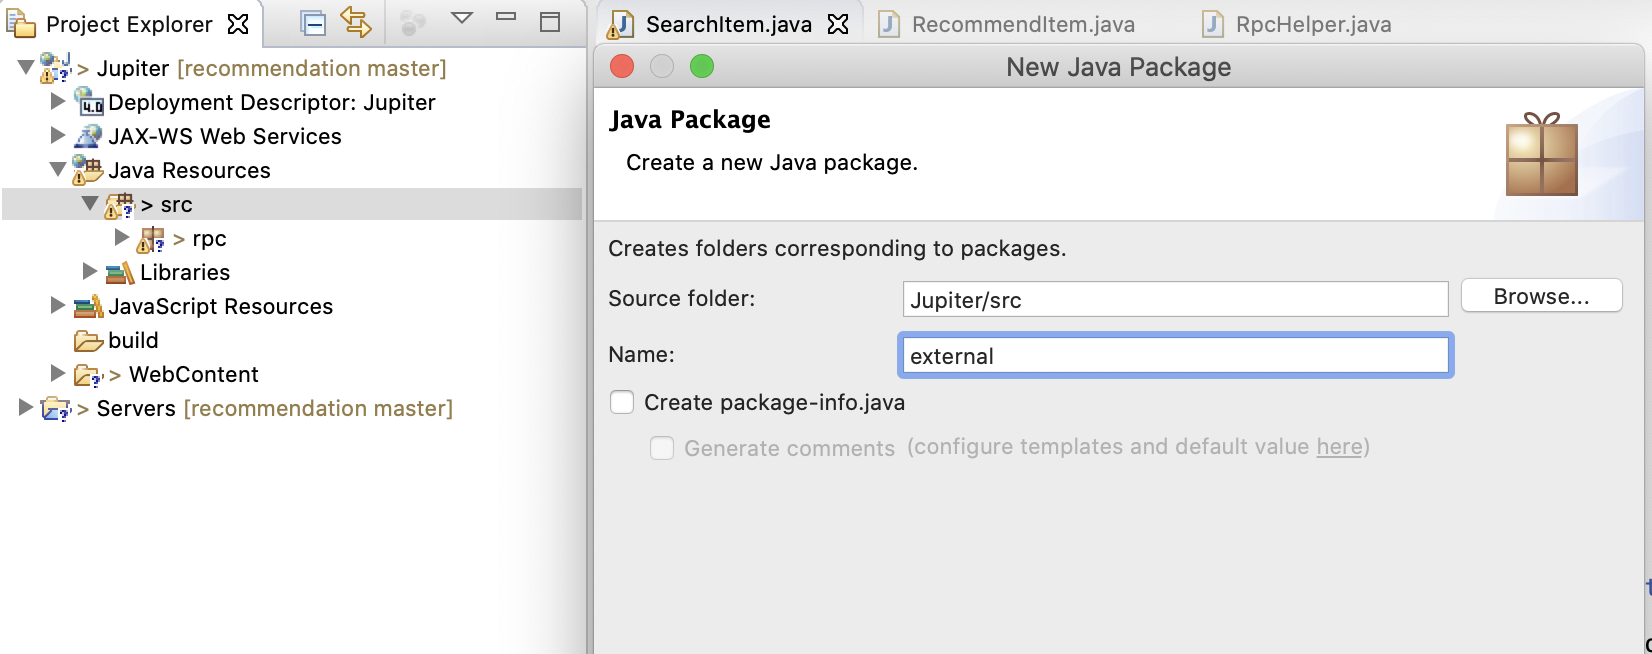 Project Explorer
> Jupiter [recommendation master]
Deployment Descriptor: Jupiter
4.0
JAX-WS Web Services
Java Resources
> src
> rpc
Libraries
JavaScript Resources
build
> WebContent
> Servers [recommendation master]
SearchItem.java
RecommendItem.java
RpcHelper.java
New Java Package
Java Package
Create a new Java package.
Creates folders corresponding to packages.
Source folder: Jupiter/src Browse...
Name: external
Create package-info.java
Generate comments (configure templates and default value here)